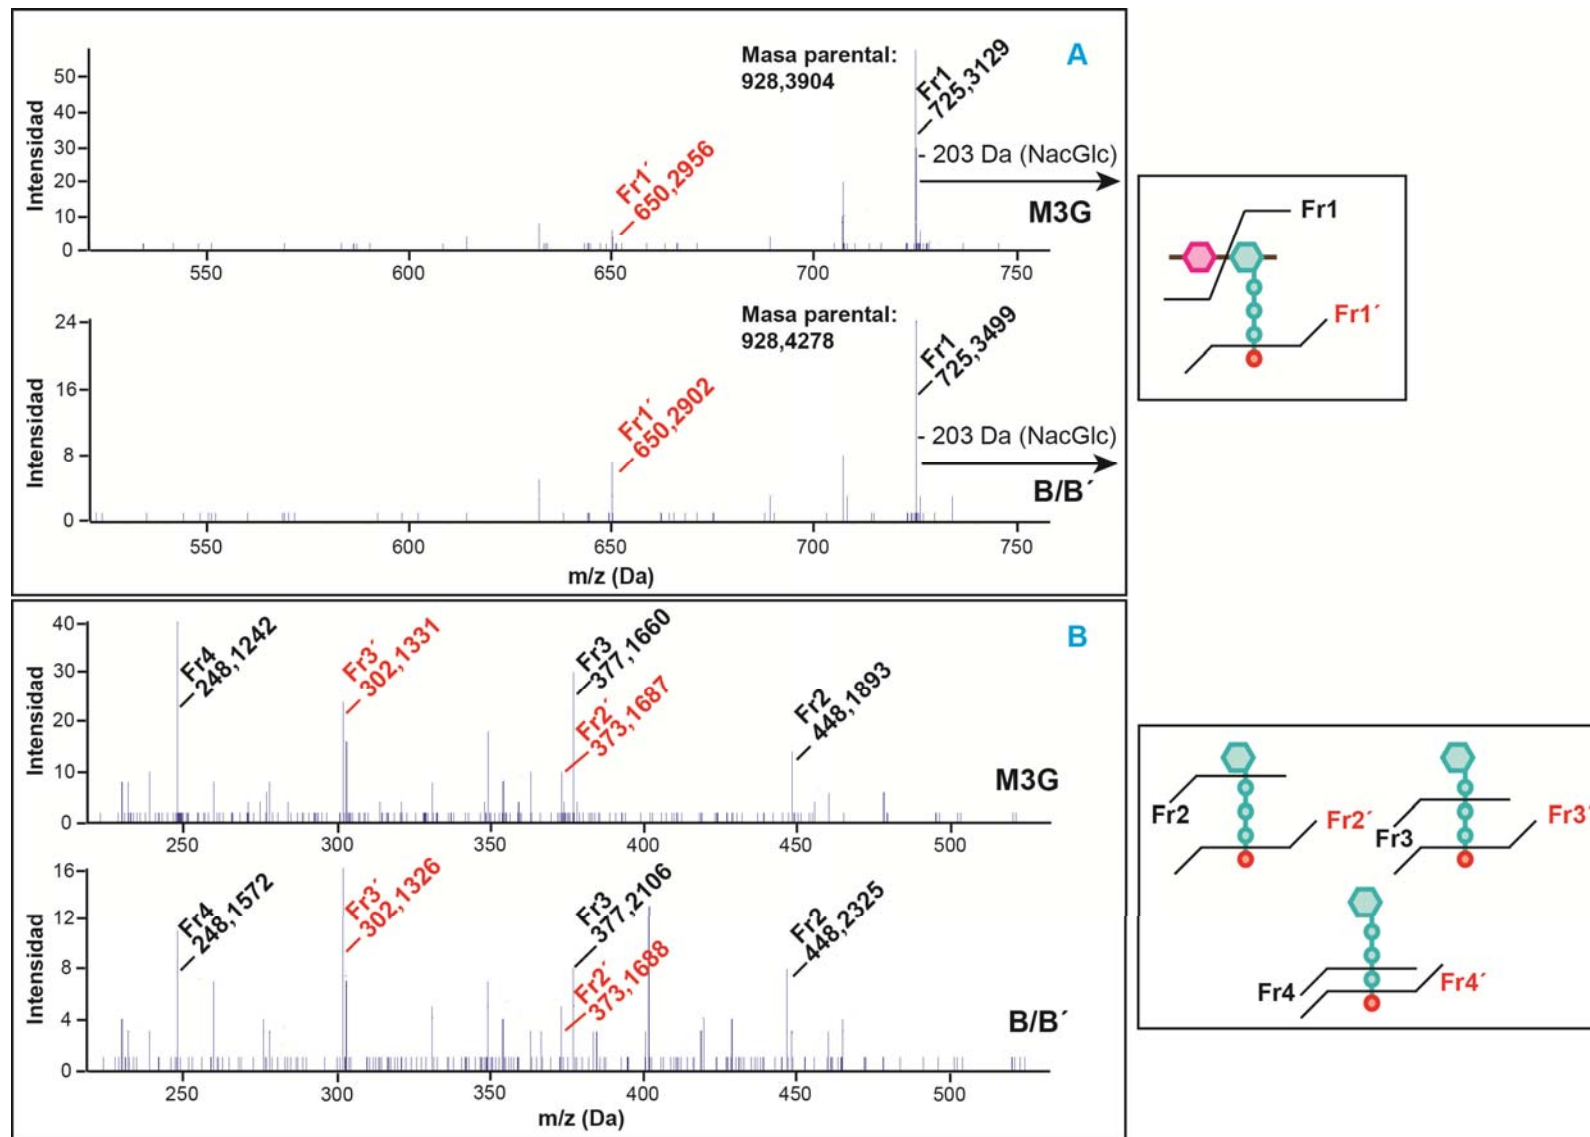 A
Masa parental:
928,3904
Fr1
725,3129
- 203 Da (NacGlc)
M3G
Fr1´
650,2956
Intensidad
50
40
30
20
10
0
550
600
650
700
750
Masa parental:
928,4278
Fr1
725,3499
- 203 Da (NacGlc)
B/B´
Fr1´
650,2902
Intensidad
24
16
8
0
550
600
650
700
750
m/z (Da)
Fr1
Fr1´
B
Fr4
248,1242
Fr3´
302,1331
Fr3
377,1660
Fr2´
373,1687
Fr2
448,1893
M3G
Intensidad
40
30
20
10
0
250
300
350
400
450
500
Fr4
248,1572
Fr3´
302,1326
Fr3
377,2106
Fr2´
373,1688
Fr2
448,2325
B/B´
Intensidad
16
12
8
4
0
250
300
350
400
450
500
m/z (Da)
Fr2
Fr2´
Fr3
Fr3´
Fr4
Fr4´